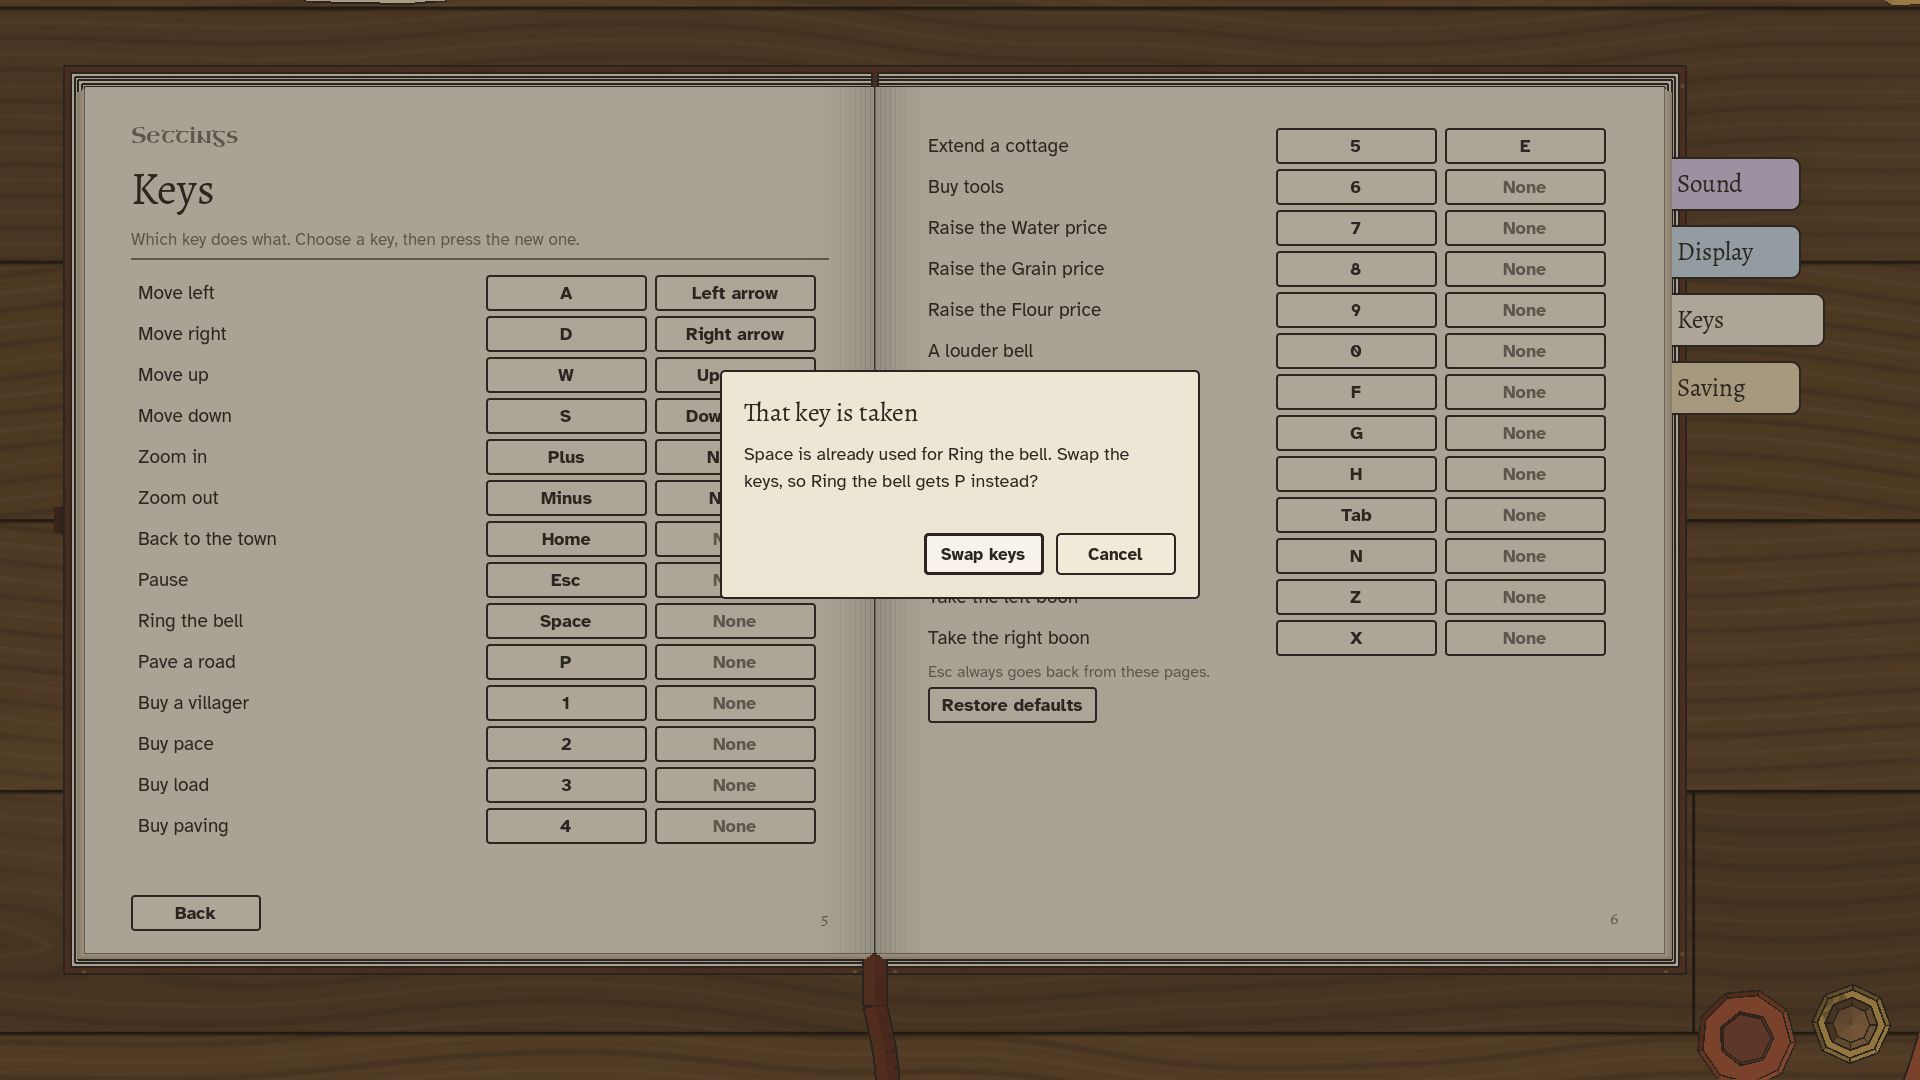 Settings
Keys
Which key does what. Choose a key, then press the new one.
Move left A Left arrow
Move right D Right arrow
Move up W Up
Move down S
Zoom in Plus
Zoom out Minus
Back to the town Home
Pause Esc
Ring the bell Space None
Pave a road P None
Buy a villager 1 None
Buy pace 2 None
Buy load 3 None
Buy paving 4 None
Back
5
Extend a cottage 5 E
Buy tools 6 None
Raise the Water price 7 None
Raise the Grain price 8 None
Raise the Flour price 9 None
A louder bell 0 None
F None
G None
H None
Tab None
N None
Take the left boon Z None
Take the right boon X None
Esc always goes back from these pages.
Restore defaults
6
That key is taken
Space is already used for Ring the bell. Swap the
keys, so Ring the bell gets P instead?
Swap keys Cancel
Sound
Display
Keys
Saving